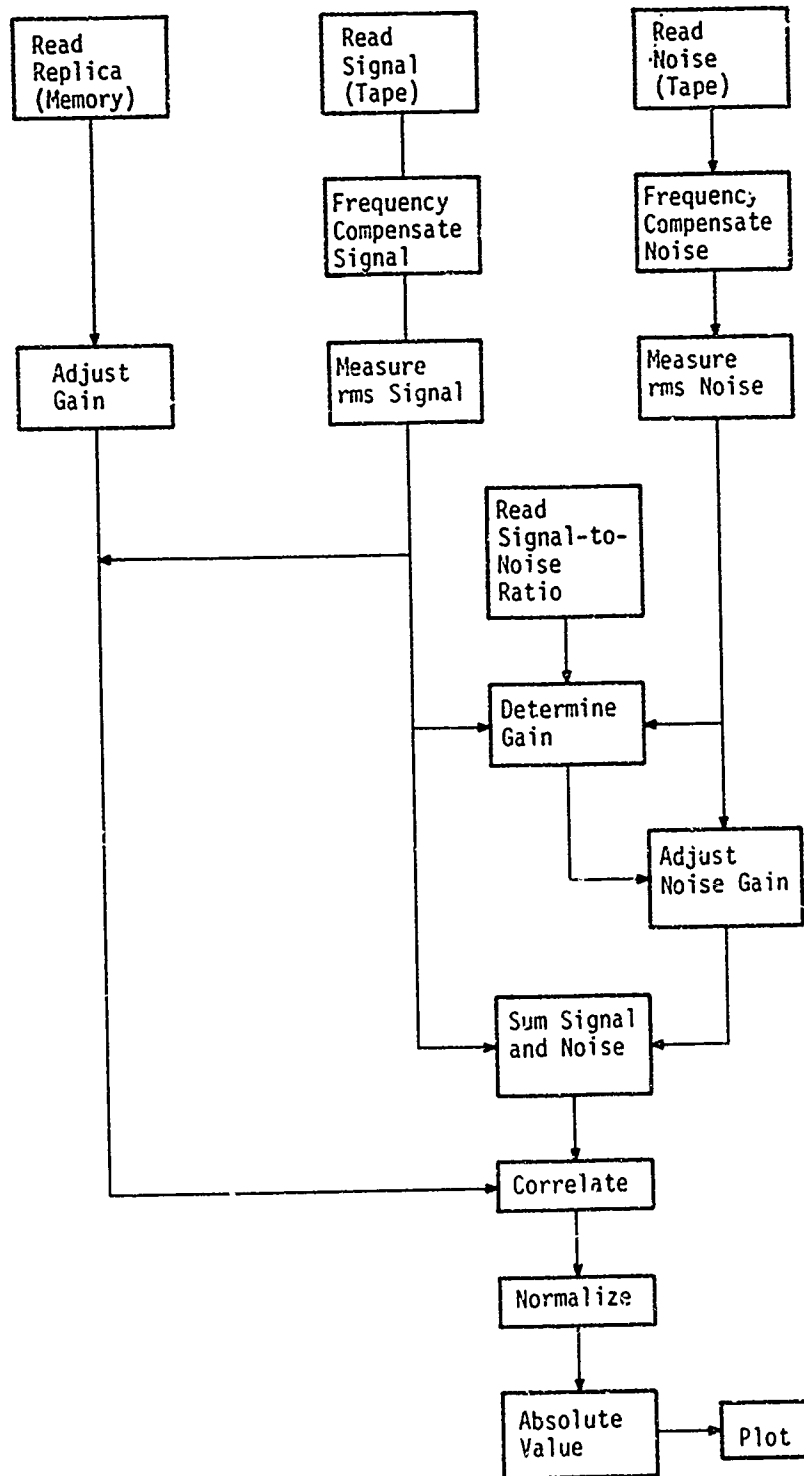 Read
Replica
(Memory)
Read
Signal
(Tape)
Read
Noise
(Tape)
Frequency
Compensate
Signal
Frequency
Compensate
Noise
Adjust
Gain
Measure
rms Signal
Measure
rms Noise
Read
Signal-to-
Noise
Ratio
Determine
Gain
Adjust
Noise Gain
Sum Signal
and Noise
Correlate
Normalize
Absolute
Value
Plot